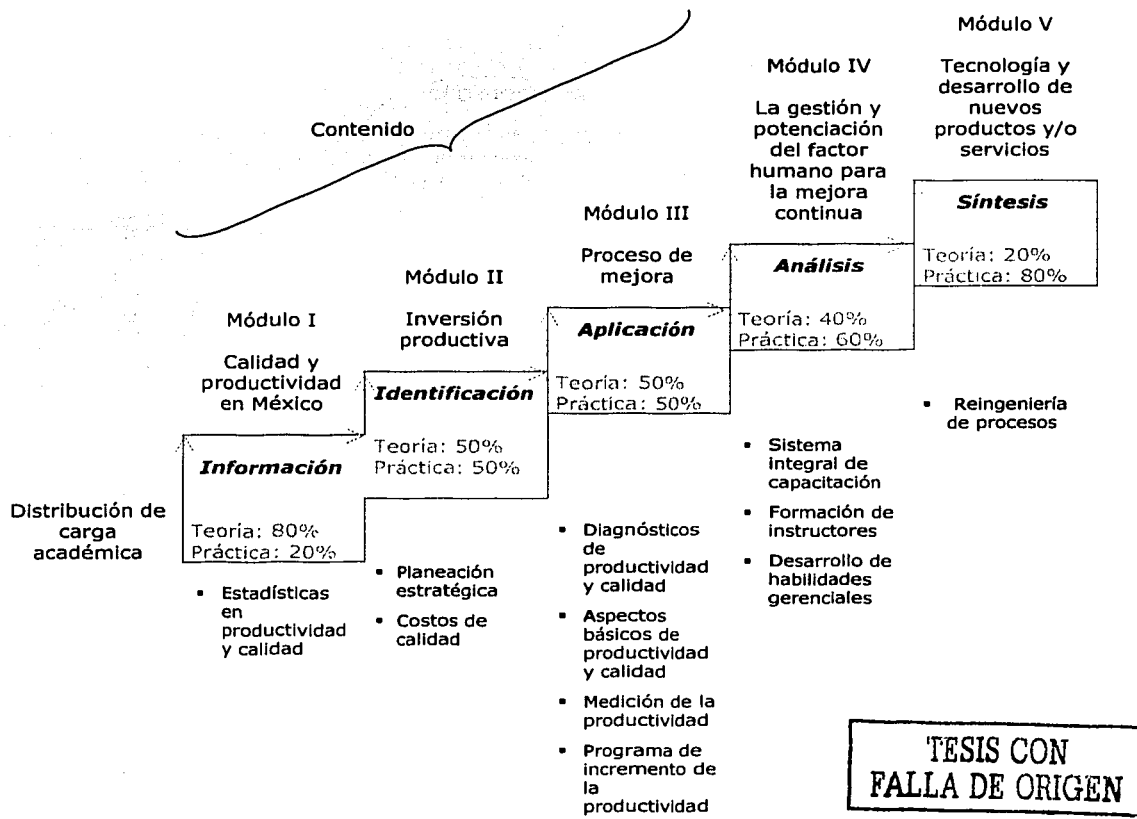 Contenido
Módulo I
Calidad y
productividad
en México
Información
Distribución de
carga
académica
Teoría: 80%
Práctica: 20%
▪ Estadísticas
en
productividad
y calidad
Módulo II
Inversión
productiva
Identificación
Teoría: 50%
Práctica: 50%
▪ Planeación
estratégica
▪ Costos de
calidad
Módulo III
Proceso de
mejora
Aplicación
Teoría: 50%
Práctica: 50%
▪ Diagnósticos
de
productividad
y calidad
▪ Aspectos
básicos de
productividad
y calidad
▪ Medición de la
productividad
▪ Programa de
incremento de
la
productividad
Módulo IV
La gestión y
potenciación
del factor
humano para
la mejora
continua
Análisis
Teoría: 40%
Práctica: 60%
▪ Sistema
integral de
capacitación
▪ Formación de
instructores
▪ Desarrollo de
habilidades
gerenciales
Módulo V
Tecnología y
desarrollo de
nuevos
productos y/o
servicios
Síntesis
Teoría: 20%
Práctica: 80%
▪ Reingeniería
de procesos
TESIS CON
FALLA DE ORIGEN